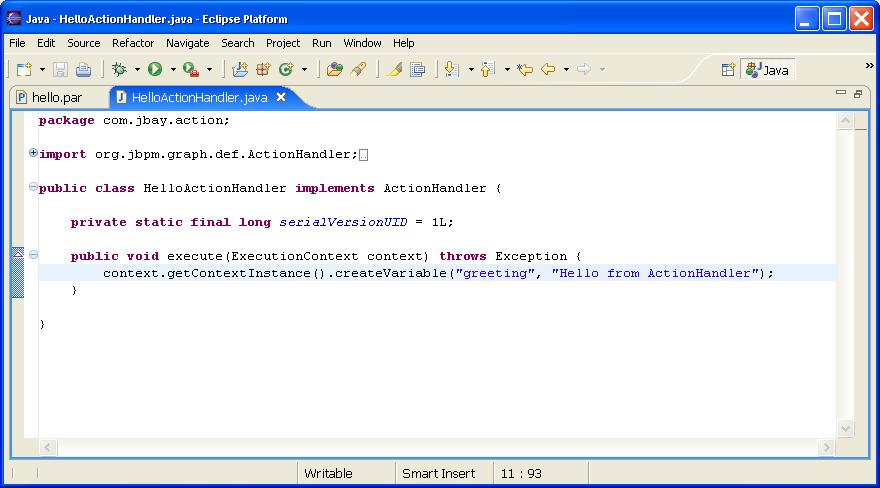 Java - HelloActionHandler.java - Eclipse Platform
File Edit Source Refactor Navigate Search Project Run Window Help
Java
hello.par HelloActionHandler.java
package com.jbay.action;
import org.jbpm.graph.def.ActionHandler;
public class HelloActionHandler implements ActionHandler {
private static final long serialVersionUID = 1L;
public void execute(ExecutionContext context) throws Exception {
context.getContextInstance().createVariable("greeting", "Hello from ActionHandler");
}
}
Writable Smart Insert 11 : 93